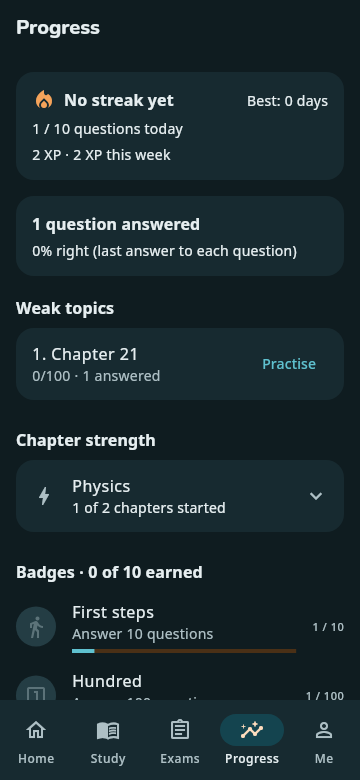 Progress
No streak yet
Best: 0 days
1 / 10 questions today
2 XP · 2 XP this week
1 question answered
0% right (last answer to each question)
Weak topics
1. Chapter 21
0/100 · 1 answered
Practise
Chapter strength
Physics
1 of 2 chapters started
Badges · 0 of 10 earned
First steps
Answer 10 questions
1 / 10
Hundred
1
1 / 100
Home
Study
Exams
Progress
Me